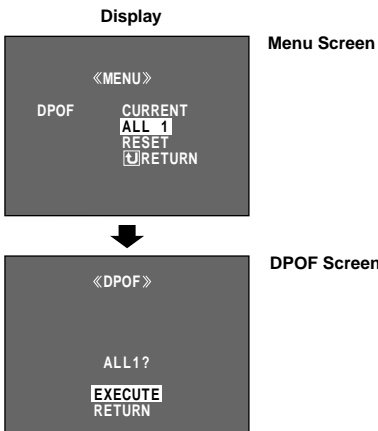 Display
Menu Screen
《MENU》
DPOF CURRENT
ALL 1
RESET
RETURN
DPOF Screen
《DPOF》
ALL1?
EXECUTE
RETURN